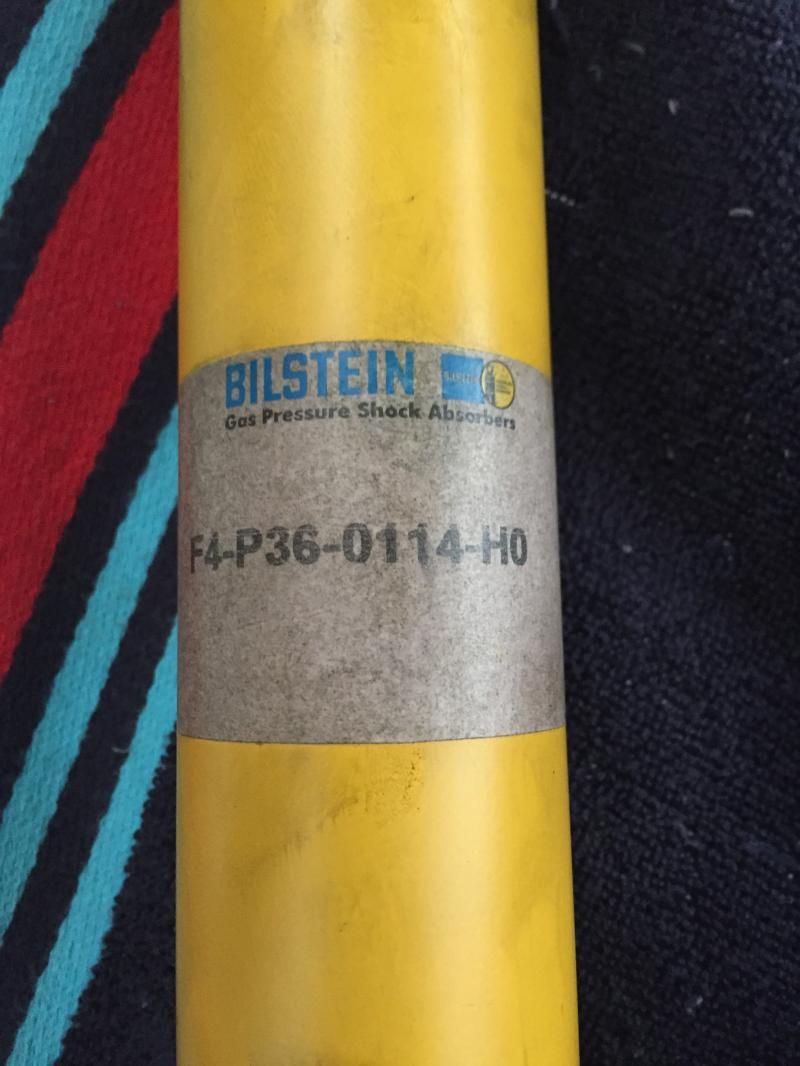 BILSTEIN
Gas Pressure Shock Absorbers
F4-P36-0114-H0